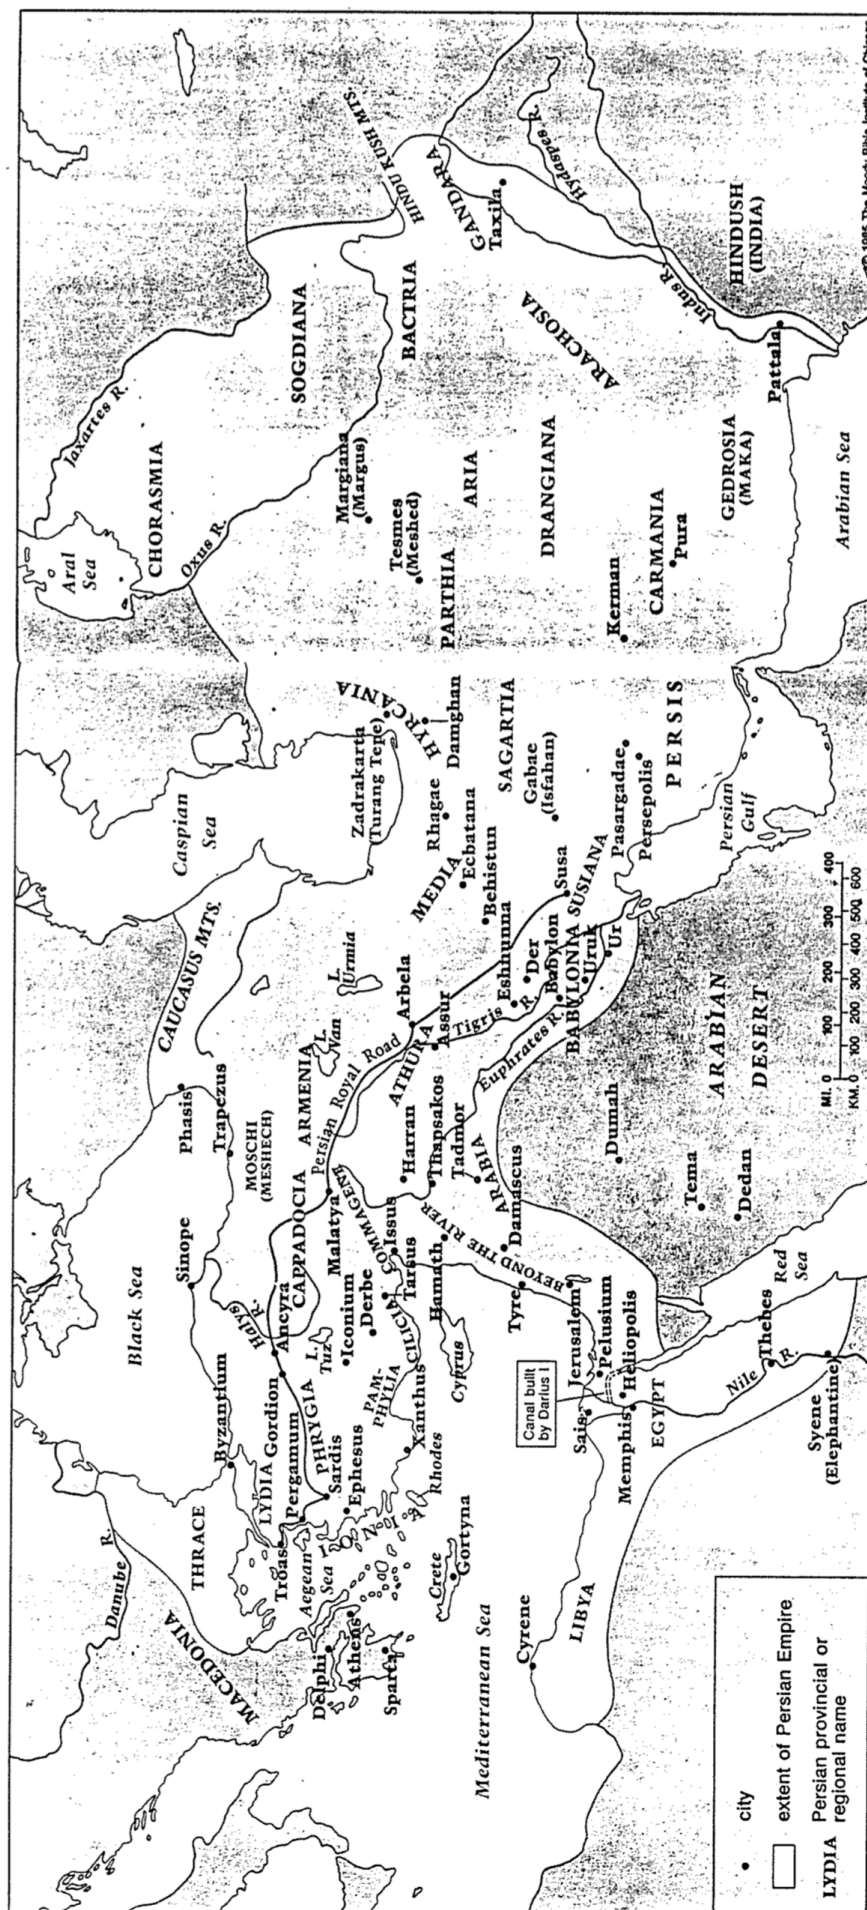 Aral
Sea
Jaxartes R.
CHORASMIA
Oxus R.
SOGDIANA
BACTRIA
HINDU KUSH MTS.
GANDARA
Taxila
Hydaspes R.
Indus R.
HINDUSH
(INDIA)
Pattala
ARACHOSIA
Margiana
(Margus)
Tesmes
(Meshed)
ARIA
PARTHIA
DRANGIANA
Kerman
CARMANIA
Pura
GEDROSIA
(MAKA)
Arabian Sea
Caspian
Sea
HYRCANIA
Zadrakarta
(Turang Tepe)
Damghan
Rhagae
SAGARTIA
Gabae
(Isfahan)
MEDIA
Ecbatana
Behistun
Pasargadae
Persepolis
PERSIS
Persian
Gulf
Susa
SUSIANA
CAUCASUS MTS.
L.
Urmia
L.
Van
Arbela
Assur
ATHURA
Eshnunna
Der
Babylon
BABYLONIA
Uruk
Ur
Tigris R.
Euphrates R.
Persian Royal Road
ARMENIA
Phasis
Trapezus
MOSCHI
(MESHECH)
CAPPADOCIA
Malatya
COMMAGENE
Harran
Thapsakos
Tadmor
ARABIA
Damascus
Dumah
Tema
Dedan
ARABIAN
DESERT
MI. 0 100 200 300 400
KM. 0 100 200 300 400 500 600
Black Sea
Sinope
Halys R.
Ancyra
L.
Tuz
Iconium
Derbe
Tarsus
CILICIA
Issus
Hamath
BEYOND THE RIVER
Cyprus
Tyre
Jerusalem
Pelusium
Heliopolis
Canal built
by Darius I
Sais
Memphis
EGYPT
Nile R.
Thebes
Red
Sea
Syene
(Elephantine)
Byzantium
Gordion
PHRYGIA
PAM-
PHYLIA
Xanthus
LYDIA
Pergamum
Sardis
Ephesus
Rhodes
IONIA
Troas
Aegean
Sea
THRACE
Danube R.
MACEDONIA
Delphi
Athens
Sparta
Crete
Gortyna
Mediterranean Sea
Cyrene
LIBYA
city
extent of Persian Empire
LYDIA Persian provincial or
regional name